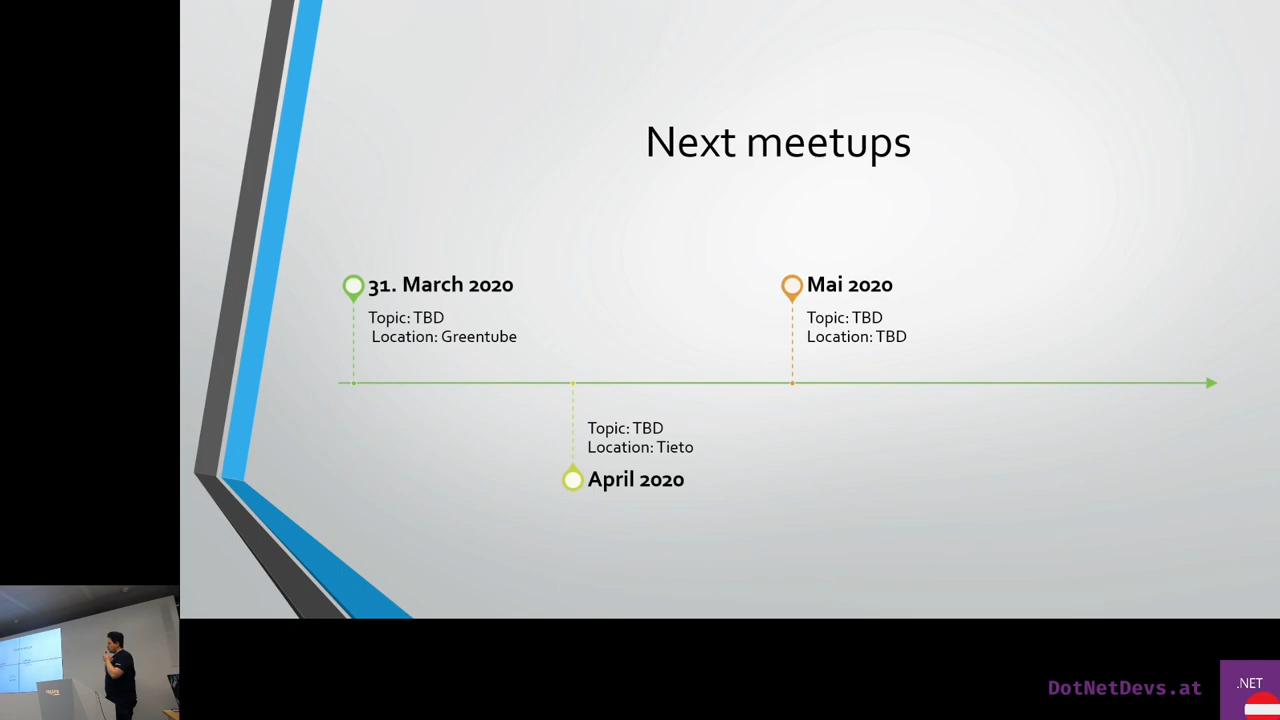 Next meetups
31. March 2020
Topic: TBD
Location: Greentube
Mai 2020
Topic: TBD
Location: TBD
Topic: TBD
Location: Tieto
April 2020
DotNetDevs.at
.NET